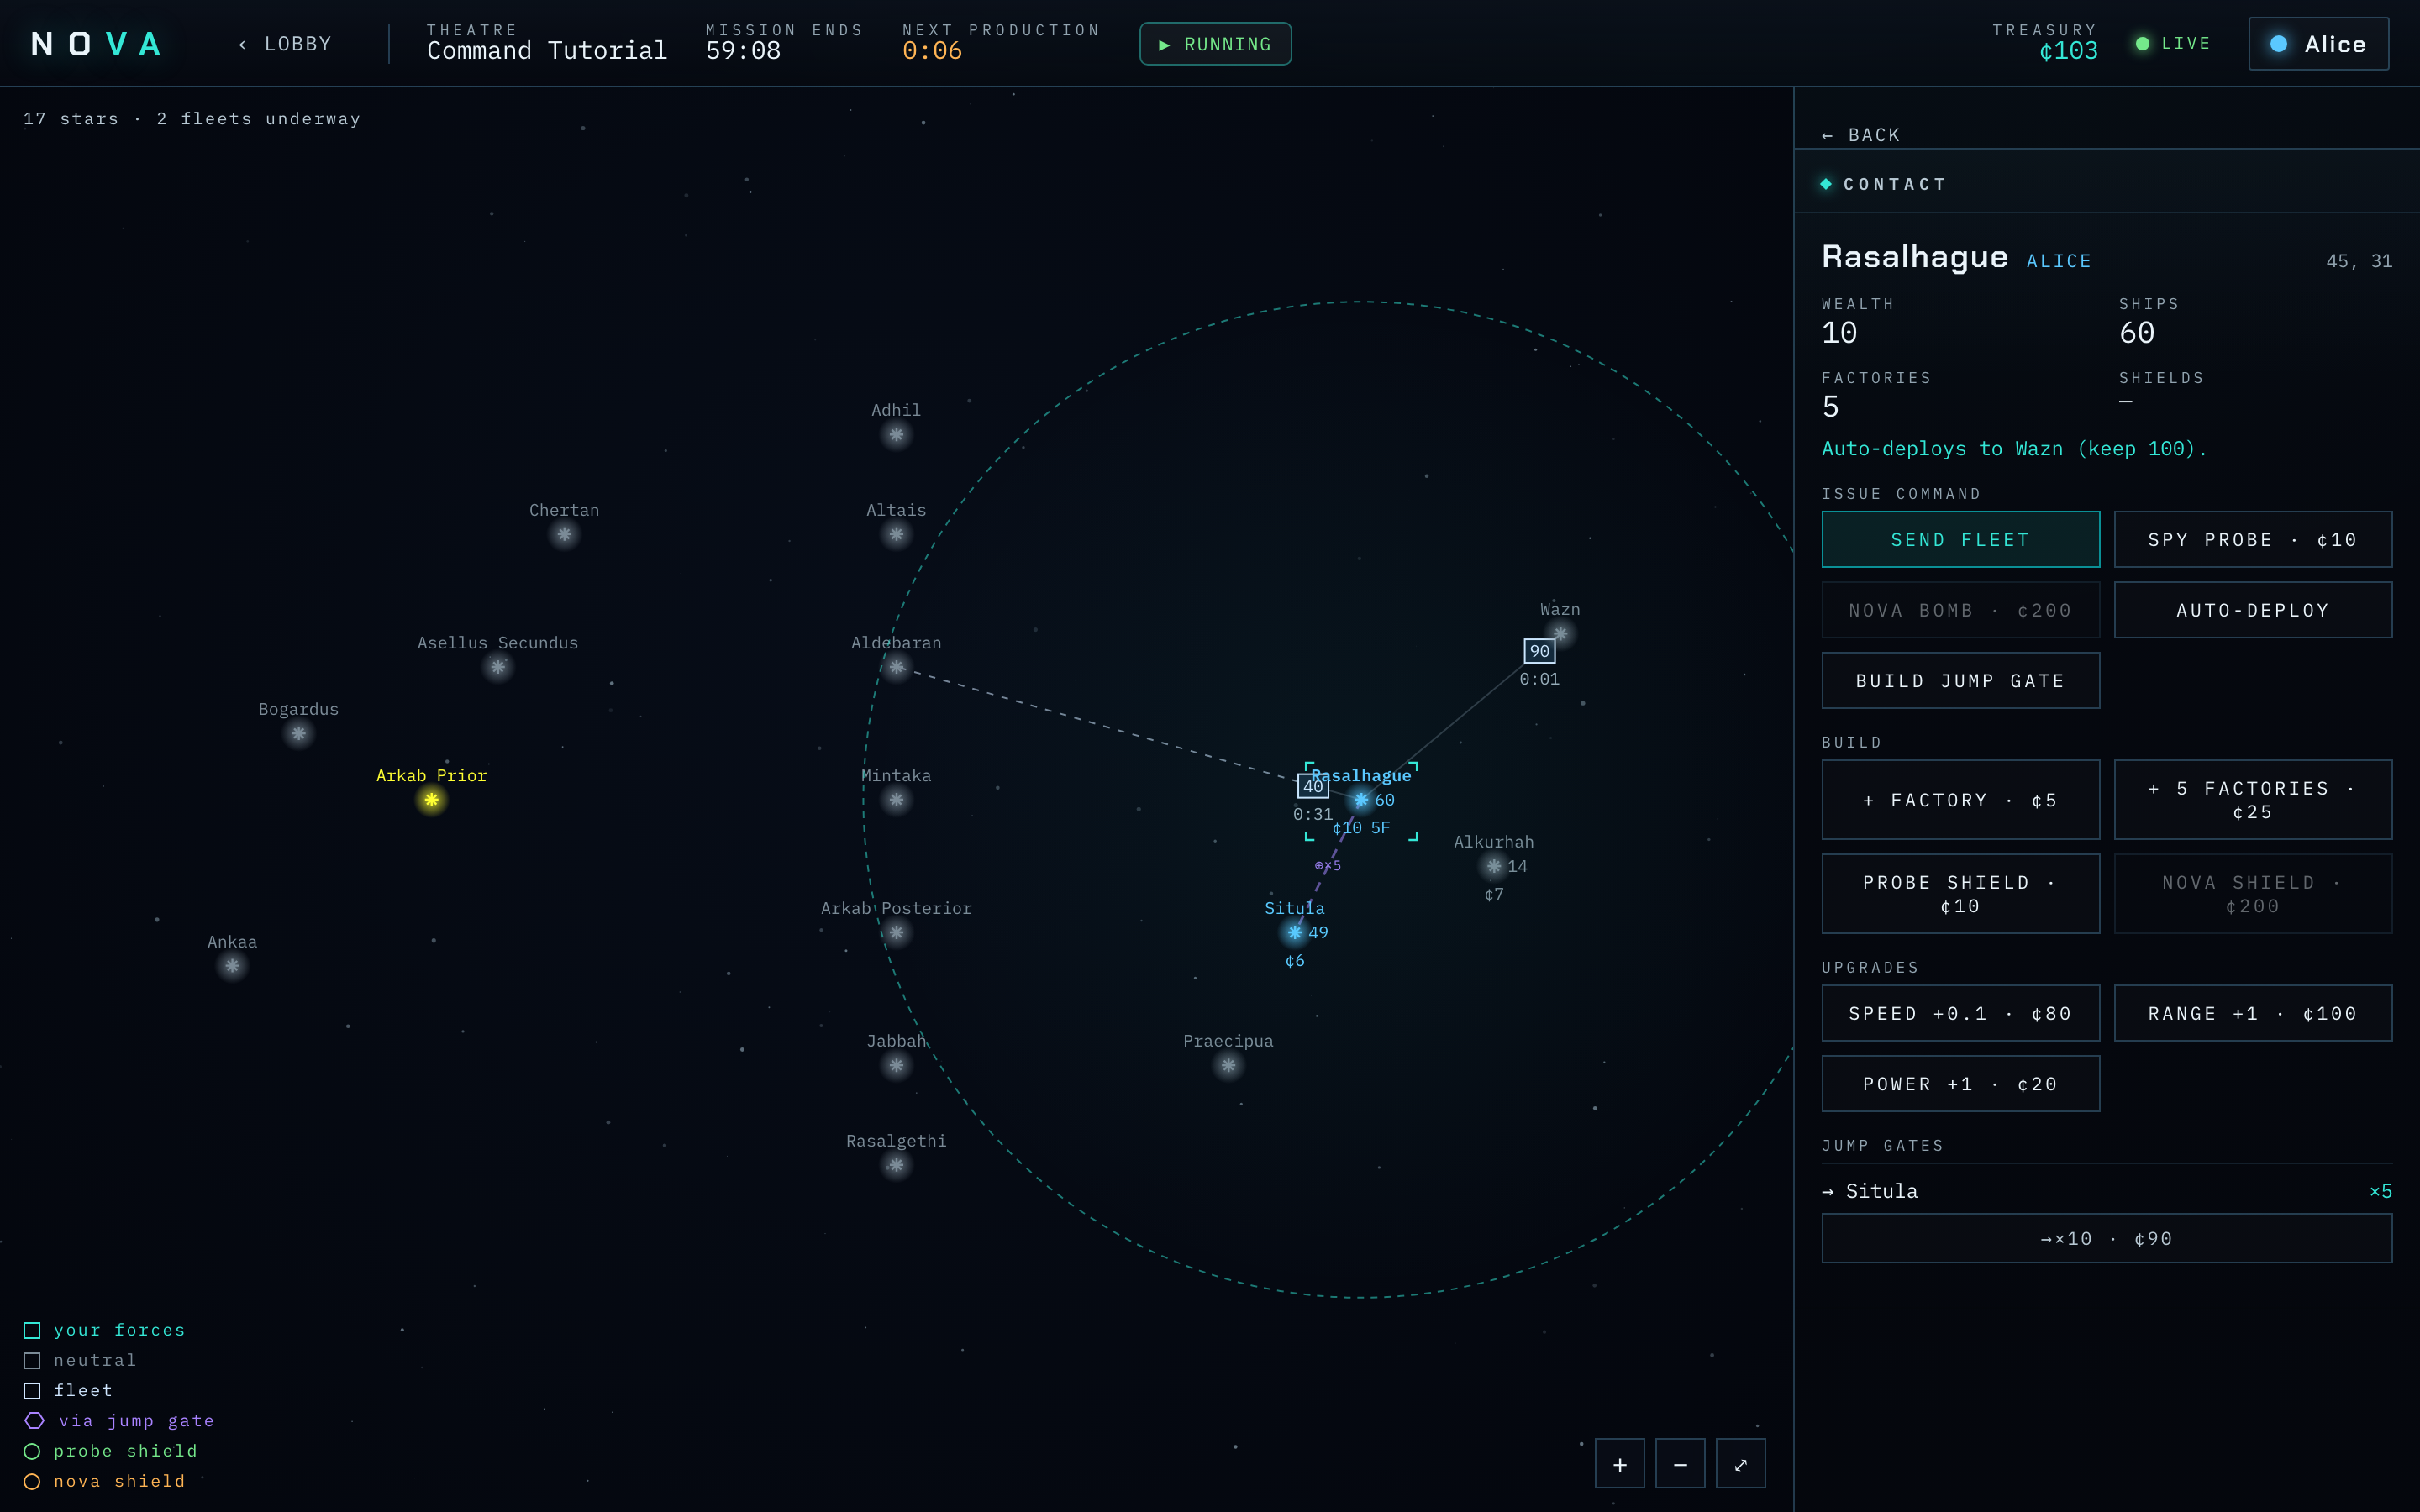 NOVA
‹ LOBBY
THEATRE
Command Tutorial
MISSION ENDS
59:08
NEXT PRODUCTION
0:06
▶ RUNNING
TREASURY
¢103
LIVE
Alice
17 stars · 2 fleets underway
Adhil
Chertan
Altais
Wazn
90
0:01
Asellus Secundus
Aldebaran
Bogardus
Arkab Prior
Mintaka
Rasalhague
40
60
0:31
¢10 5F
⊕×5
Alkurhah
14
¢7
Arkab Posterior
Situla
49
¢6
Ankaa
Jabbah
Praecipua
Rasalgethi
your forces
neutral
fleet
via jump gate
probe shield
nova shield
+
−
⤢
← BACK
CONTACT
Rasalhague ALICE 45, 31
WEALTH
10
SHIPS
60
FACTORIES
5
SHIELDS
—
Auto-deploys to Wazn (keep 100).
ISSUE COMMAND
SEND FLEET
SPY PROBE · ¢10
NOVA BOMB · ¢200
AUTO-DEPLOY
BUILD JUMP GATE
BUILD
+ FACTORY · ¢5
+ 5 FACTORIES ·
¢25
PROBE SHIELD ·
¢10
NOVA SHIELD ·
¢200
UPGRADES
SPEED +0.1 · ¢80
RANGE +1 · ¢100
POWER +1 · ¢20
JUMP GATES
→ Situla ×5
→×10 · ¢90